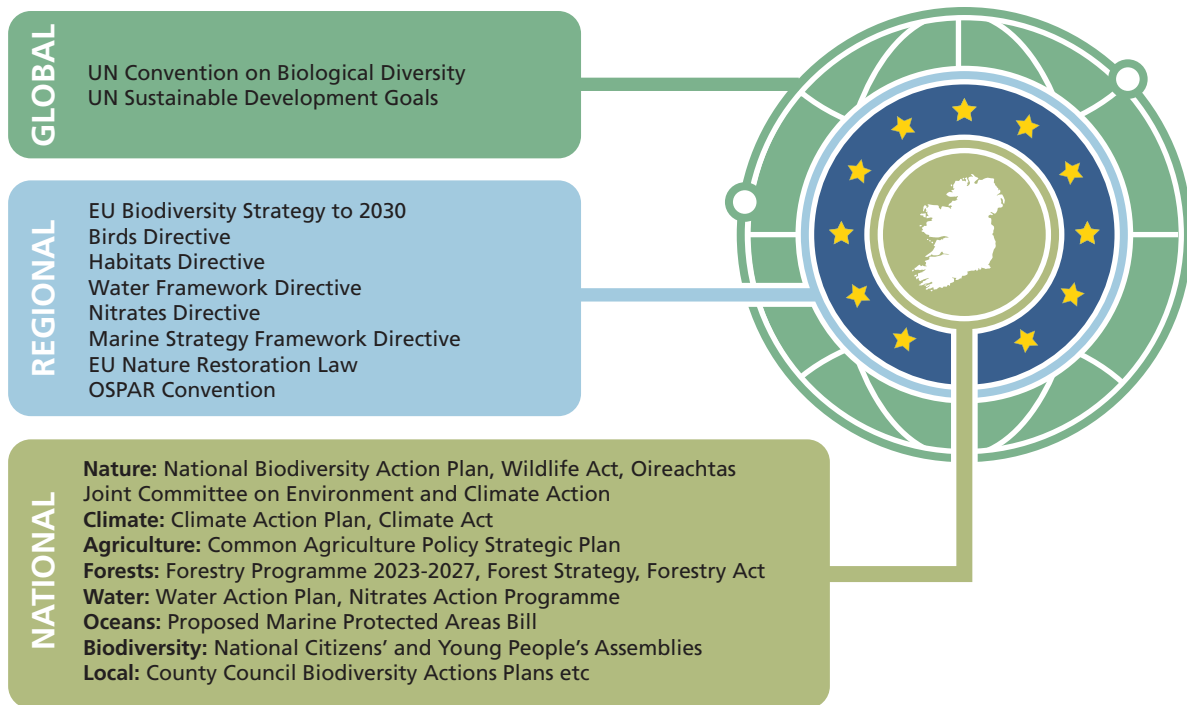 GLOBAL
UN Convention on Biological Diversity
UN Sustainable Development Goals
REGIONAL
EU Biodiversity Strategy to 2030
Birds Directive
Habitats Directive
Water Framework Directive
Nitrates Directive
Marine Strategy Framework Directive
EU Nature Restoration Law
OSPAR Convention
NATIONAL
Nature: National Biodiversity Action Plan, Wildlife Act, Oireachtas
Joint Committee on Environment and Climate Action
Climate: Climate Action Plan, Climate Act
Agriculture: Common Agriculture Policy Strategic Plan
Forests: Forestry Programme 2023-2027, Forest Strategy, Forestry Act
Water: Water Action Plan, Nitrates Action Programme
Oceans: Proposed Marine Protected Areas Bill
Biodiversity: National Citizens’ and Young People’s Assemblies
Local: County Council Biodiversity Actions Plans etc